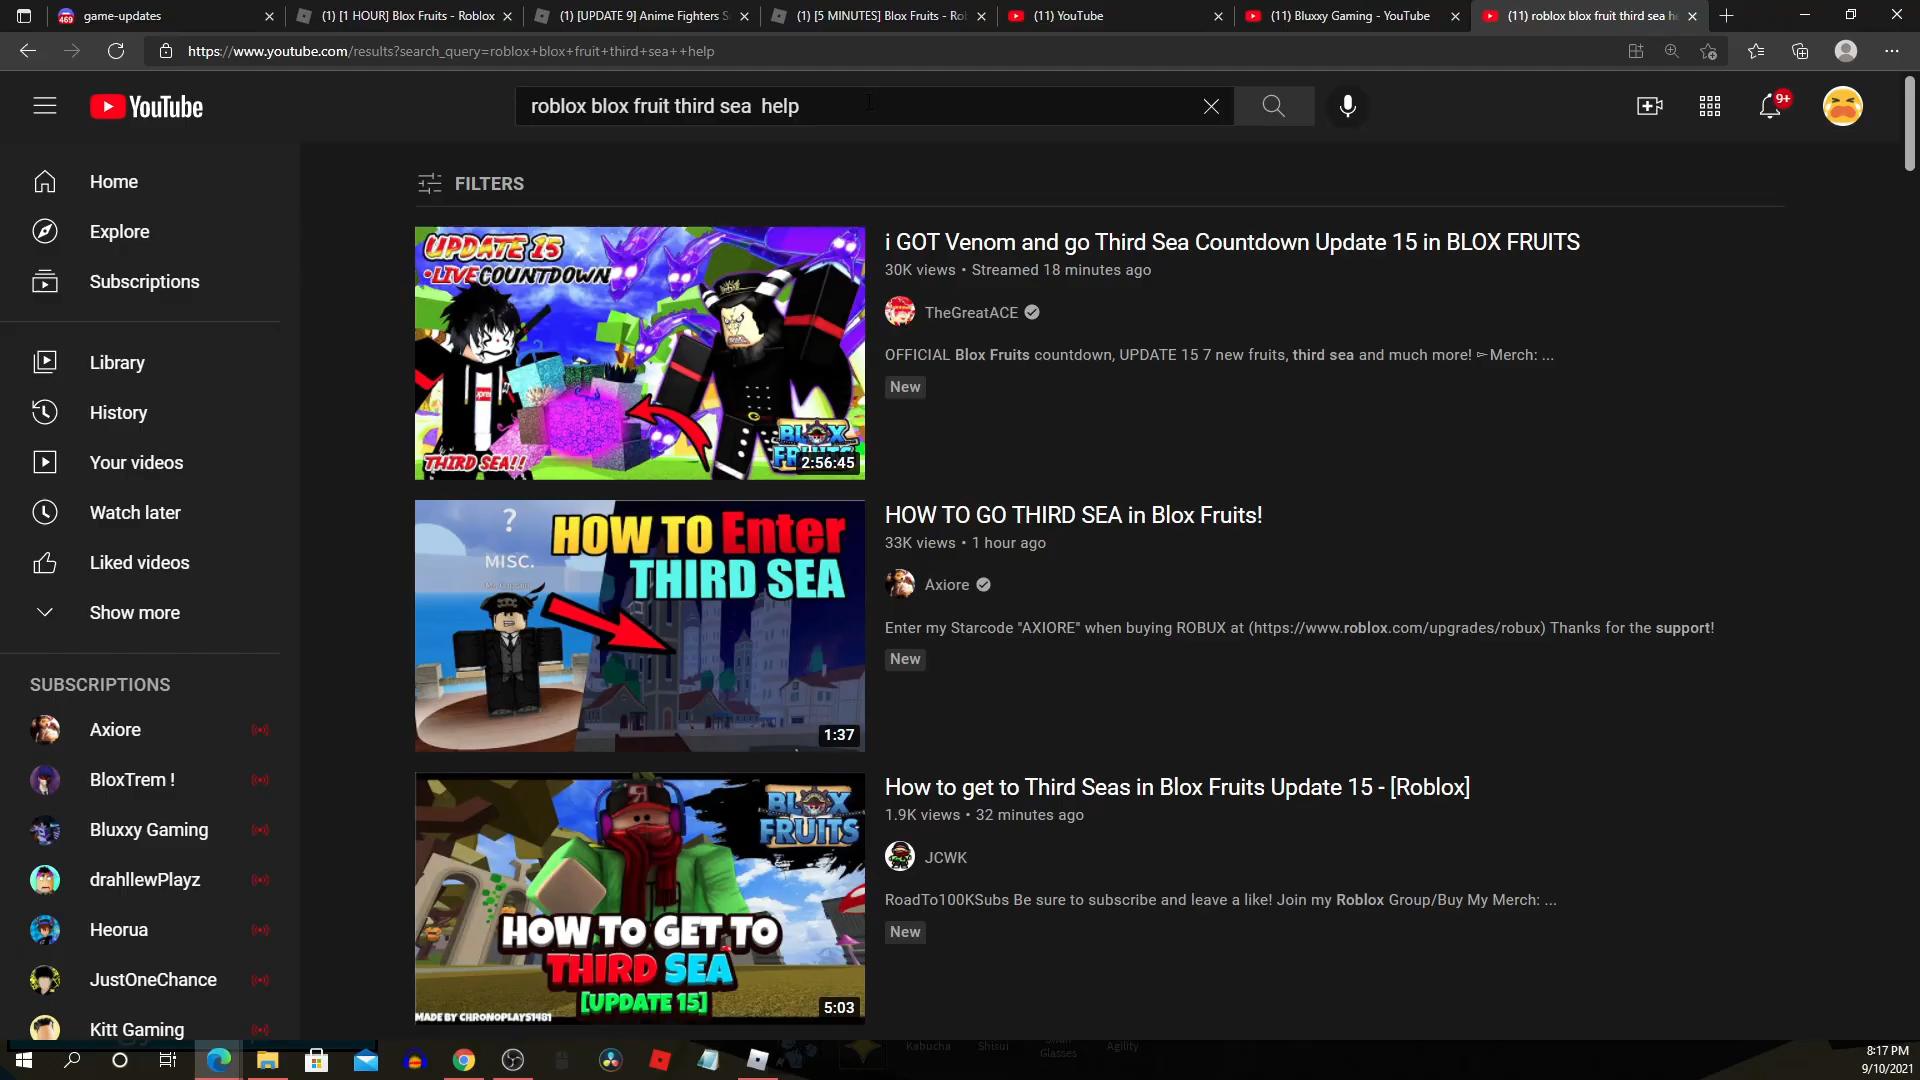 game-updates
(1) [1 HOUR] Blox Fruits - Roblox
(1) [UPDATE 9] Anime Fighters S
(1) [5 MINUTES] Blox Fruits - Ro
(11) YouTube
(11) Bluxxy Gaming - YouTube
(11) roblox blox fruit third sea h
https://www.youtube.com/results?search_query=roblox+blox+fruit+third+sea++help
YouTube
roblox blox fruit third sea  help
9+
Home
Explore
Subscriptions
Library
History
Your videos
Watch later
Liked videos
Show more
SUBSCRIPTIONS
Axiore
BloxTrem !
Bluxxy Gaming
drahllewPlayz
Heorua
JustOneChance
Kitt Gaming
FILTERS
UPDATE 15
•LIVE COUNTDOWN
THIRD SEA!!
BLOX
2:56:45
i GOT Venom and go Third Sea Countdown Update 15 in BLOX FRUITS
30K views • Streamed 18 minutes ago
TheGreatACE
OFFICIAL Blox Fruits countdown, UPDATE 15 7 new fruits, third sea and much more! ➳Merch: ...
New
?
MISC.
HOW TO Enter
THIRD SEA
1:37
HOW TO GO THIRD SEA in Blox Fruits!
33K views • 1 hour ago
Axiore
Enter my Starcode "AXIORE" when buying ROBUX at (https://www.roblox.com/upgrades/robux) Thanks for the support!
New
BLOX
FRUITS
HOW TO GET TO
THIRD SEA
[UPDATE 15]
MADE BY CHRONOPLAYS1481
5:03
How to get to Third Seas in Blox Fruits Update 15 - [Roblox]
1.9K views • 32 minutes ago
JCWK
RoadTo100KSubs Be sure to subscribe and leave a like! Join my Roblox Group/Buy My Merch: ...
New
Kabucha
Shisui
Glasses
Agility
8:17 PM
9/10/2021